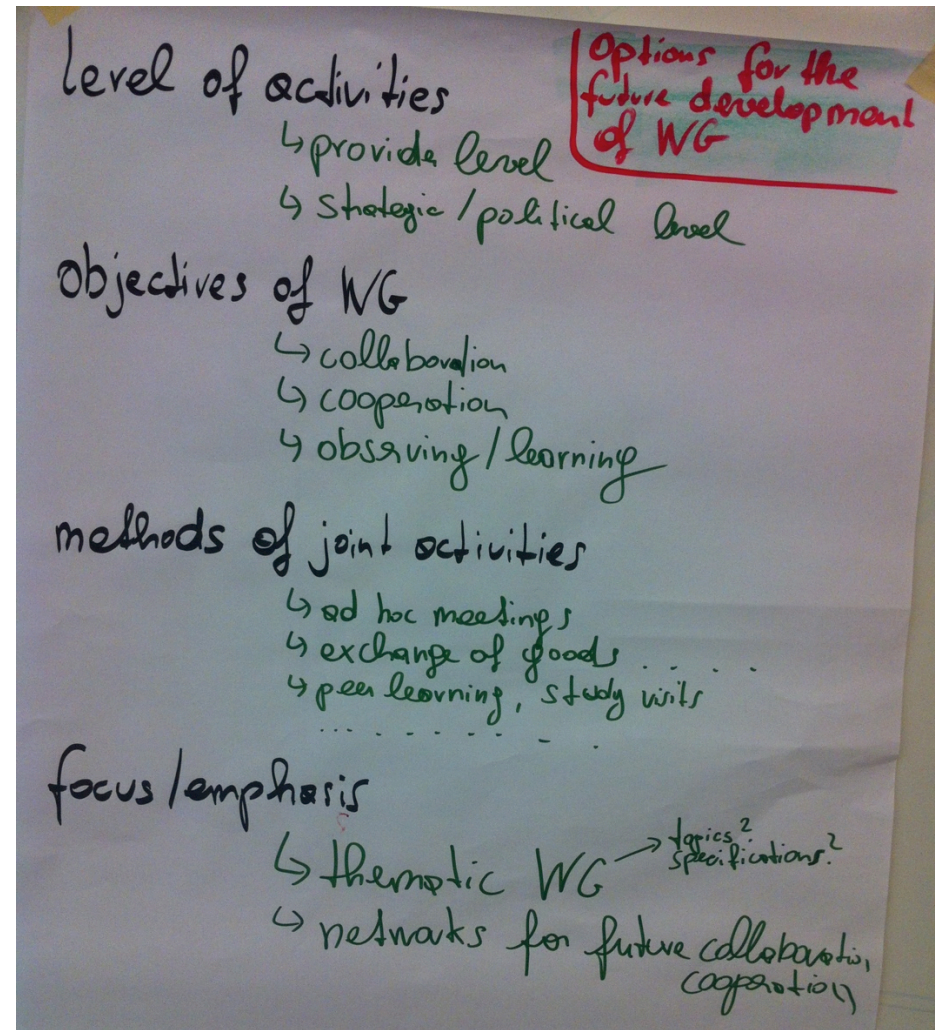 Options for the
future development
of WG
level of activities
↳ provide level
↳ strategic/political level
objectives of WG
↳ collaboration
↳ cooperation
↳ observing/learning
methods of joint activities
↳ ad hoc meetings
↳ exchange of goods . . . . .
↳ peer learning, study visits
. . . . . . . . . .
focus/emphasis
↳ thematic WG → topics?
specifications?
↳ networks for future collaboration,
cooperation